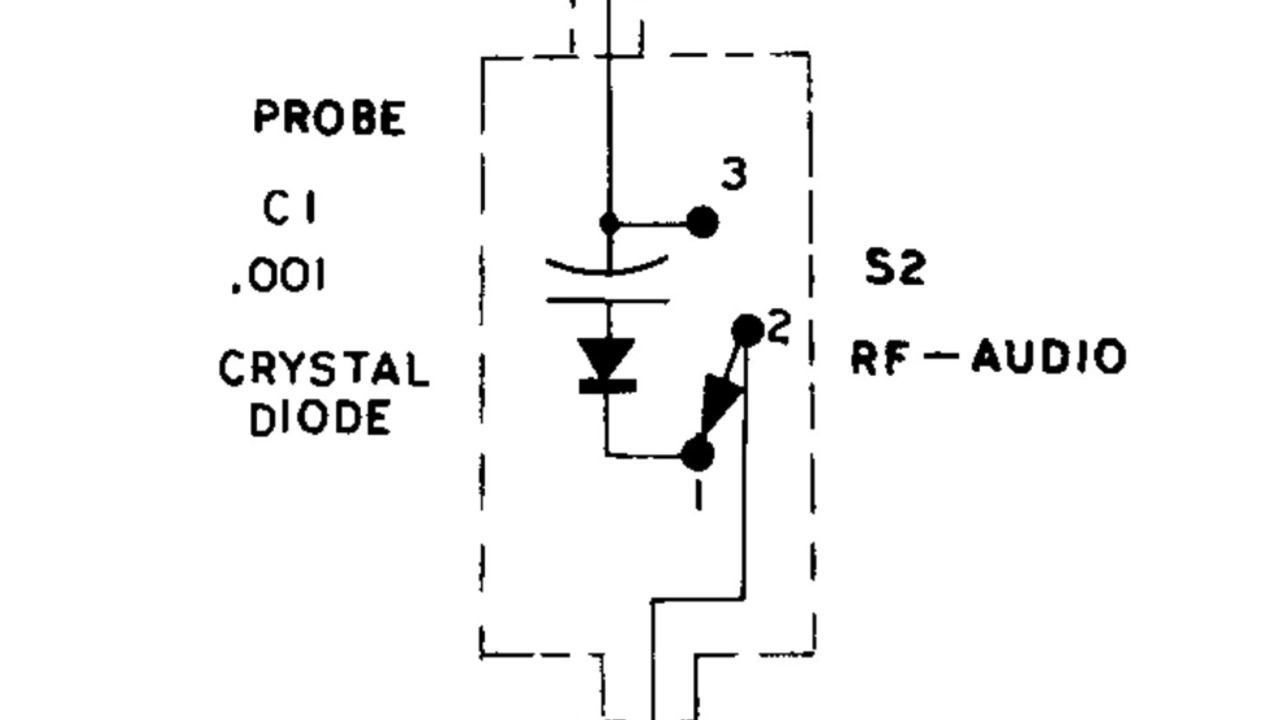 PROBE
C1
.001
CRYSTAL
DIODE
3
2
1
S2
RF-AUDIO